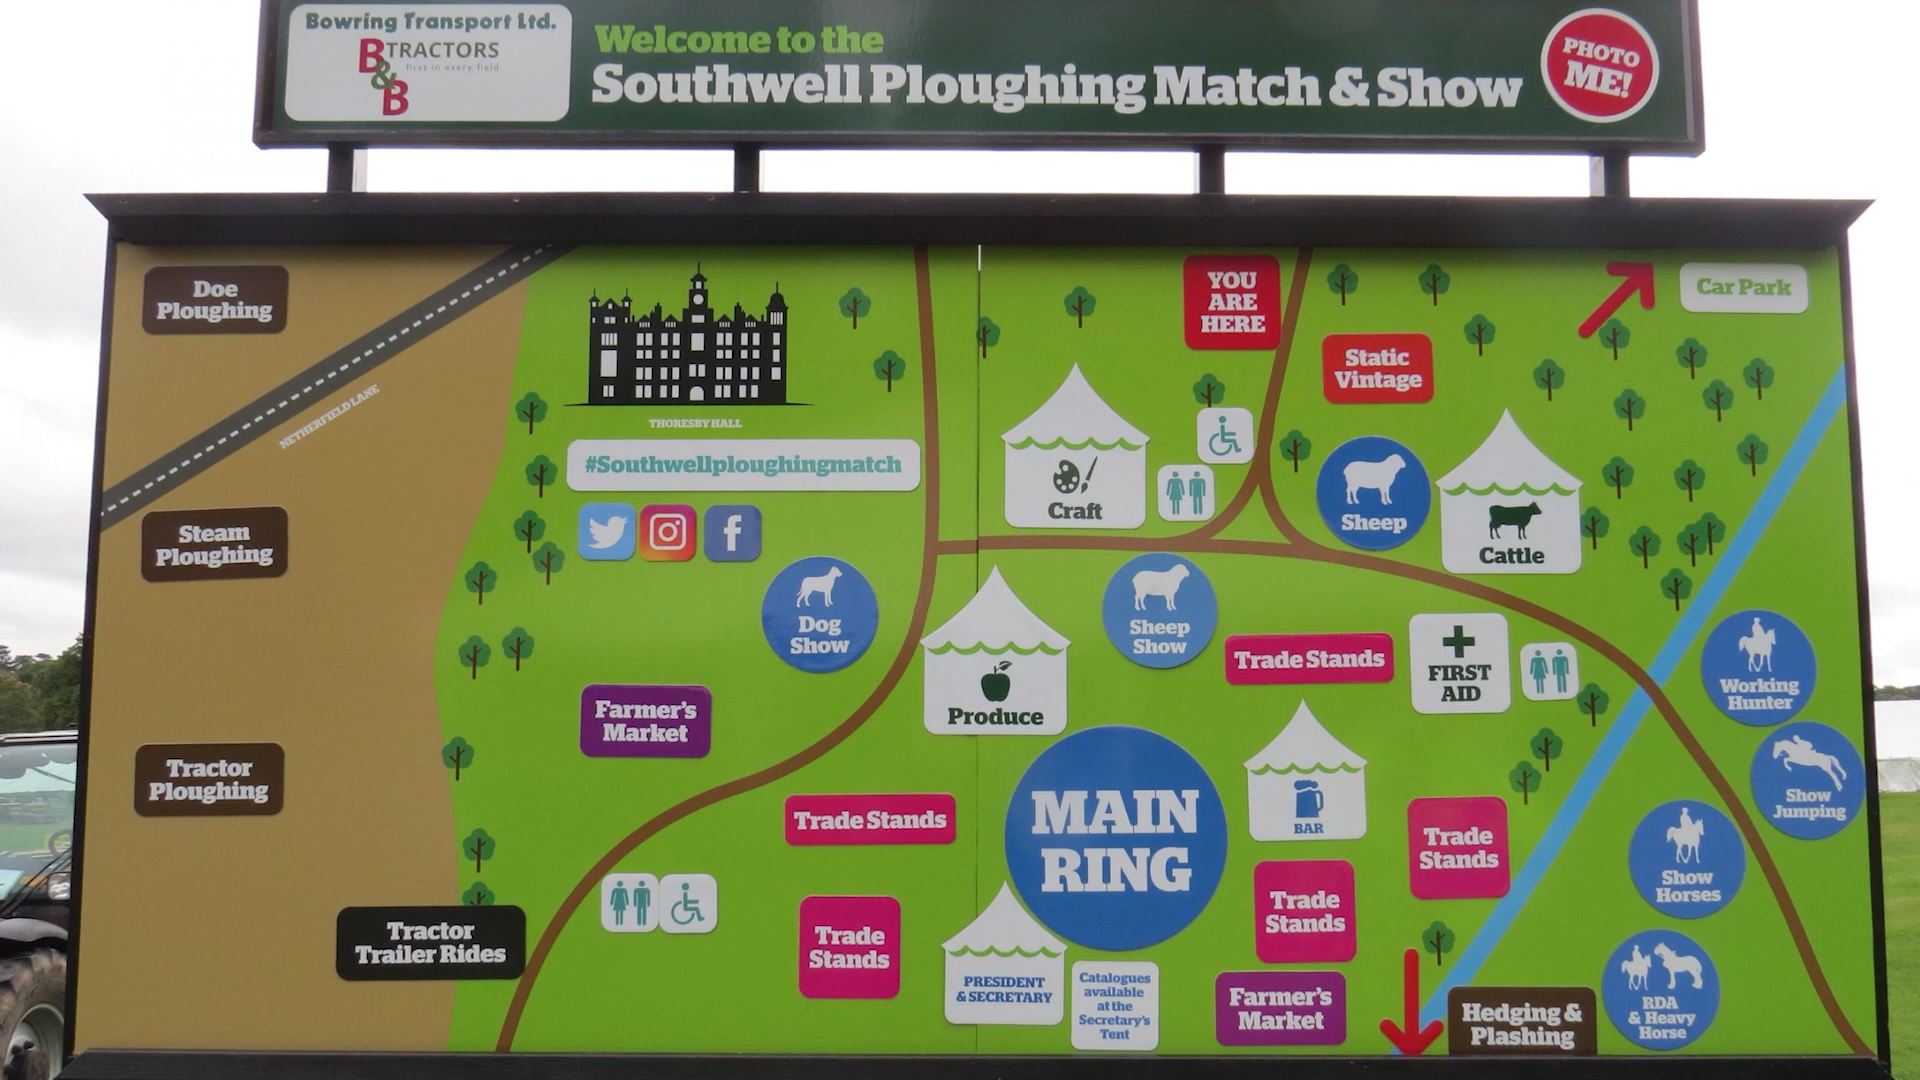 Bowring Transport Ltd.
B&B TRACTORS
first in every field
Welcome to the
Southwell Ploughing Match & Show
PHOTO
ME!
Doe
Ploughing
NETHERFIELD LANE
THORESBY HALL
#Southwellploughingmatch
YOU
ARE
HERE
Static
Vintage
Car Park
Craft
Sheep
Cattle
Steam
Ploughing
Dog
Show
Produce
Sheep
Show
Trade Stands
FIRST
AID
Working
Hunter
Farmer's
Market
Tractor
Ploughing
Trade Stands
MAIN
RING
BAR
Trade
Stands
Show
Jumping
Show
Horses
Tractor
Trailer Rides
Trade
Stands
PRESIDENT
& SECRETARY
Catalogues
available
at the
Secretary's
Tent
Trade
Stands
Farmer's
Market
Hedging &
Plashing
RDA
& Heavy
Horse